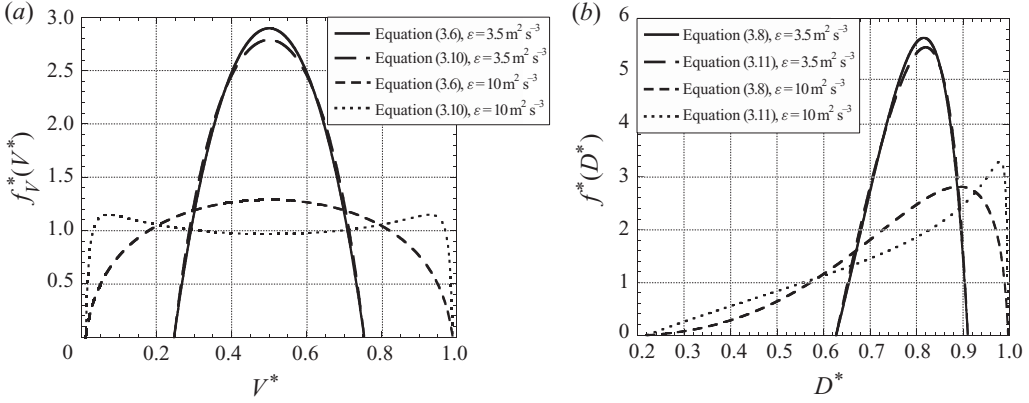 (a)
3.0
2.5
2.0
1.5
1.0
0.5
0
0.2
0.4
0.6
0.8
1.0
f*V(V*)
V*
Equation (3.6), ε = 3.5 m² s⁻³
Equation (3.10), ε = 3.5 m² s⁻³
Equation (3.6), ε = 10 m² s⁻³
Equation (3.10), ε = 10 m² s⁻³
(b)
6
5
4
3
2
1
0
0.2
0.3
0.4
0.5
0.6
0.7
0.8
0.9
1.0
f*(D*)
D*
Equation (3.8), ε = 3.5 m² s⁻³
Equation (3.11), ε = 3.5 m² s⁻³
Equation (3.8), ε = 10 m² s⁻³
Equation (3.11), ε = 10 m² s⁻³